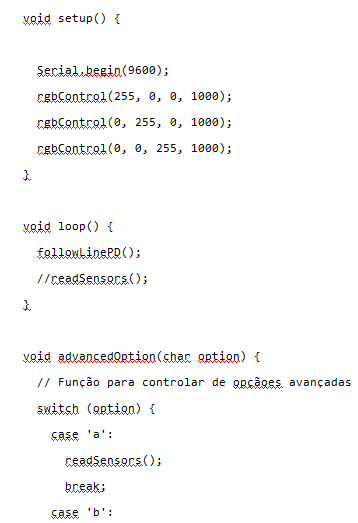 void setup() {
Serial.begin(9600);
rgbControl(255, 0, 0, 1000);
rgbControl(0, 255, 0, 1000);
rgbControl(0, 0, 255, 1000);
}
void loop() {
followLinePD();
//readSensors();
}
void advancedOption(char option) {
// Função para controlar de opcãoes avançadas
switch (option) {
case 'a':
readSensors();
break;
case 'b':